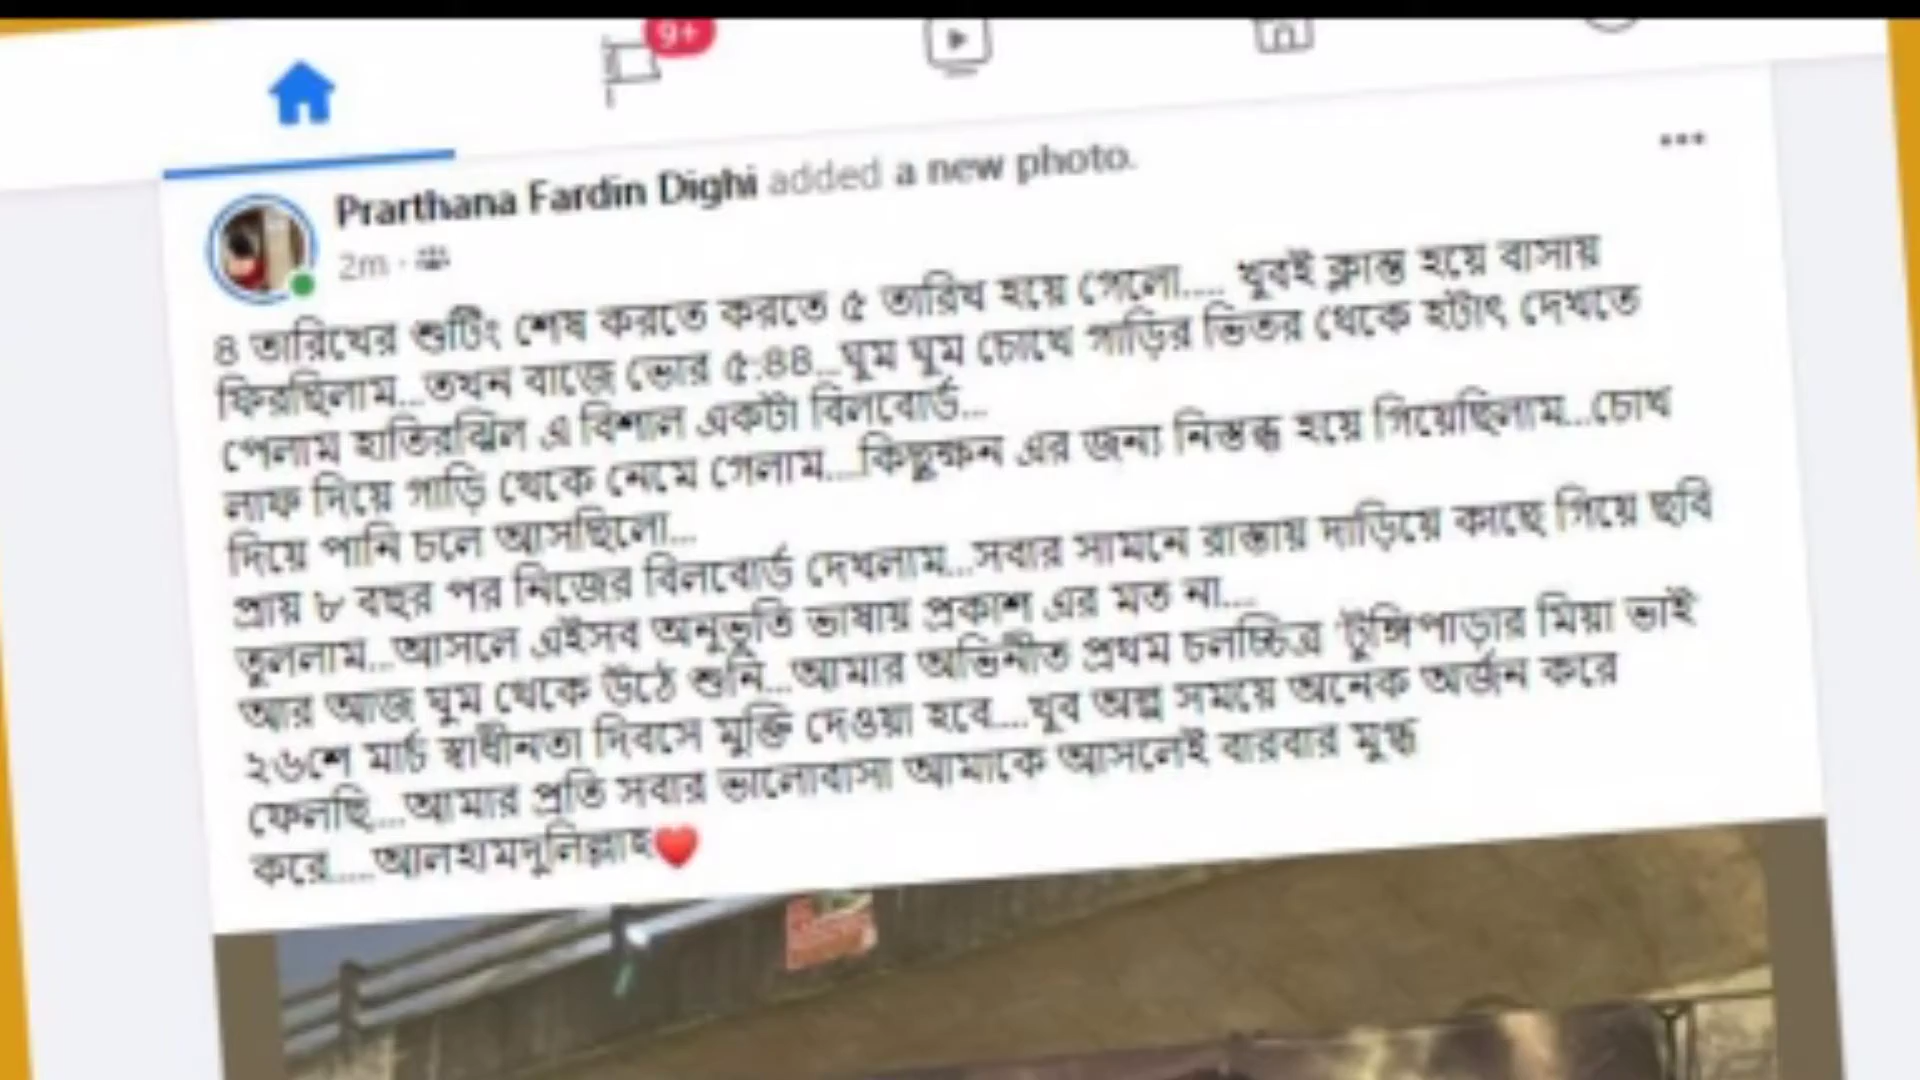 9+
Prarthana Fardin Dighi added a new photo.
2m
৪ তারিখের শুটিং শেষ করতে করতে ৫ তারিখ হয়ে গেলো.... খুবই ক্লান্ত হয়ে বাসায়
ফিরছিলাম...তখন বাজে ভোর ৫:৪৪...ঘুম ঘুম চোখে গাড়ির ভিতর থেকে হটাৎ দেখতে
পেলাম হাতিরঝিল এ বিশাল একটা বিলবোর্ড...
লাফ দিয়ে গাড়ি থেকে নেমে গেলাম...কিছুক্ষন এর জন্য নিস্তব্ধ হয়ে গিয়েছিলাম...চোখ
দিয়ে পানি চলে আসছিলো...
প্রায় ৮ বছর পর নিজের বিলবোর্ড দেখলাম...সবার সামনে রাস্তায় দাড়িয়ে কাছে গিয়ে ছবি
তুললাম...আসলে এইসব অনুভূতি ভাষায় প্রকাশ এর মত না...
আর আজ ঘুম থেকে উঠে শুনি...আমার অভিনীত প্রথম চলচ্চিত্র 'টুঙ্গিপাড়ার মিয়া ভাই'
২৬শে মার্চ স্বাধীনতা দিবসে মুক্তি দেওয়া হবে....খুব অল্প সময়ে অনেক অর্জন করে
ফেলছি....আমার প্রতি সবার ভালোবাসা আমাকে আসলেই বারবার মুগ্ধ
করে.....আলহামদুলিল্লাহ❤️